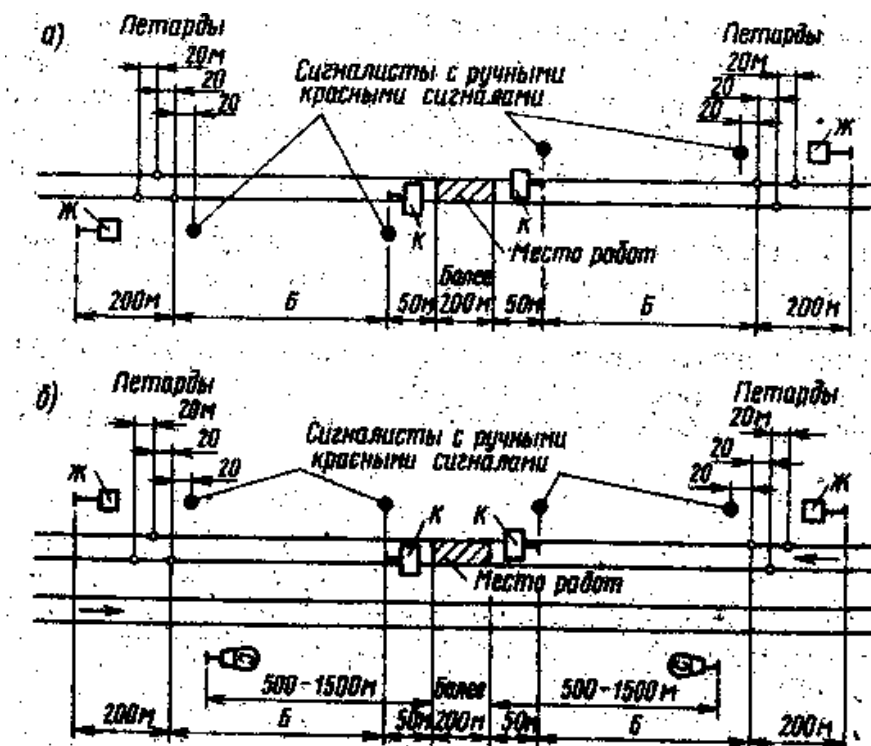 а)
Петарды
20м
20
20
Сигналисты с ручными
красными сигналами
Петарды
20м
20
20
Ж
Ж
К
К
Место работ
200м
Б
50м
Более
200м
50м
Б
200м
б)
Петарды
20м
20
20
Ж
Сигналисты с ручными
красными сигналами
Петарды
20м
20
20
Ж
К
К
Место работ
500-1500м
Более
500-1500м
200м
Б
50м
200м
50м
Б
200м